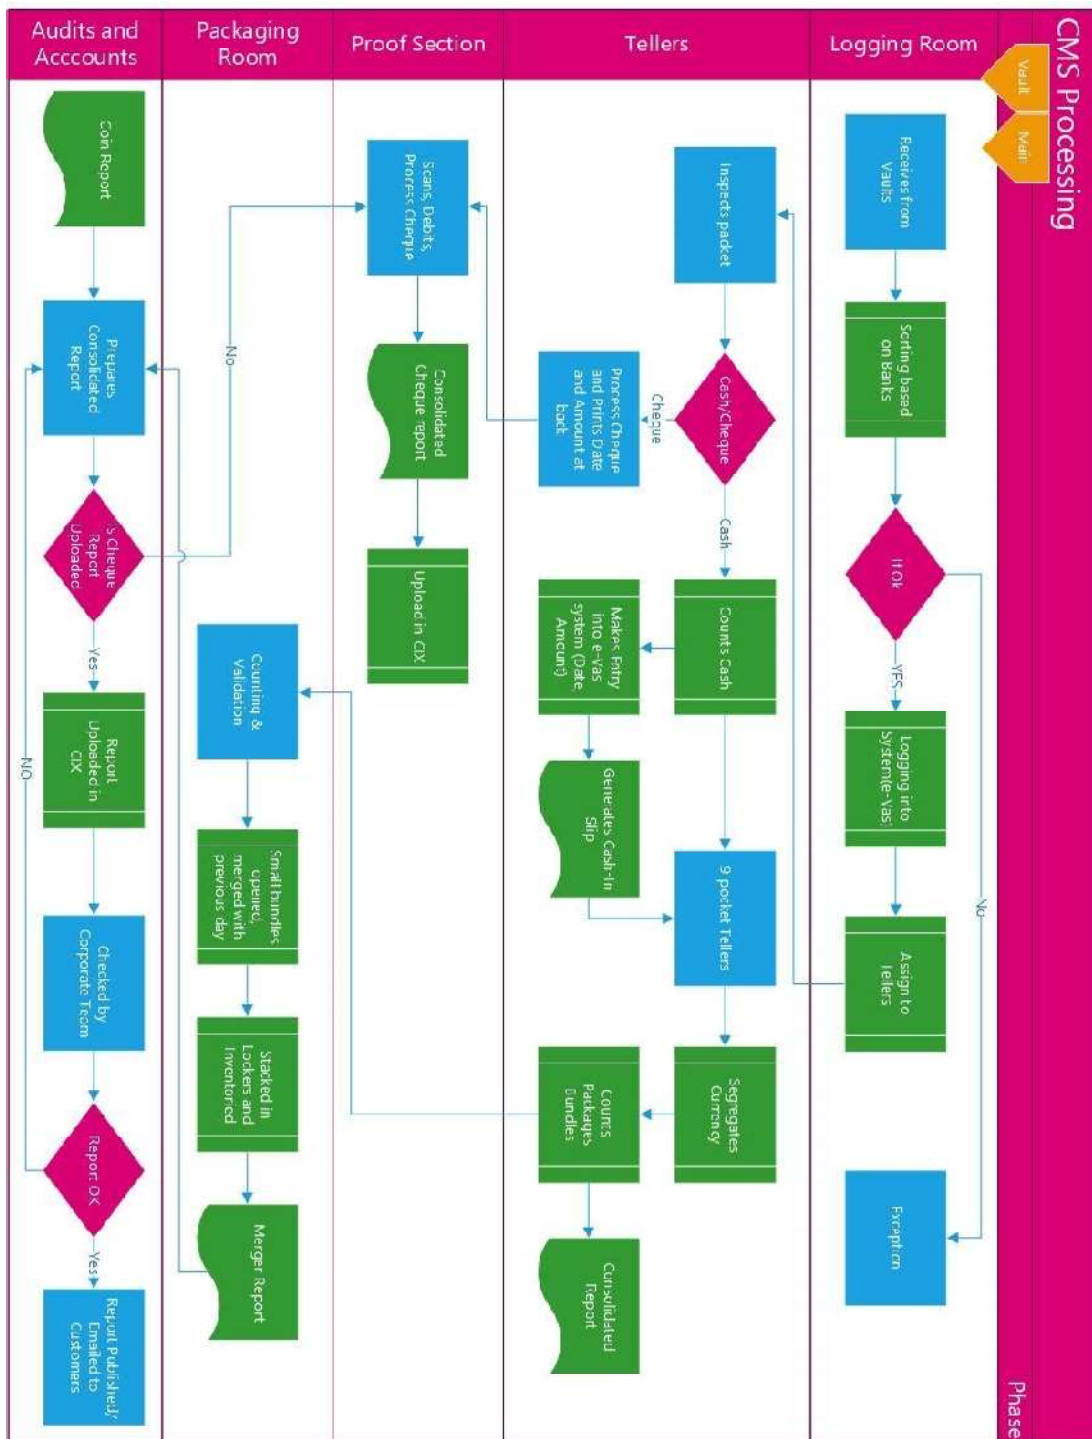 CMS Processing
Phase
Vault
Main
Logging Room
Receives from
Vaults
Sorting based
on Banks
If Ok
YES
No
Logging into
System(e-Vas)
Assign to
Tellers
Exception
Tellers
Inspects packet
Cash/Cheque
Cash
Cheque
Counts Cash
9 pocket Tellers
Segregates
Currency
Process Cheque
and Prints Date
and Amount at
back
Makes Entry
into e-Vas
system (Date,
Amount)
Generates Cash-In
Slip
Counts
Packages
Bundles
Consolidated
Report
Proof Section
Scans, Debits,
Process Cheque
Consolidated
Cheque report
Upload in CIX
Packaging
Room
No
Counting &
Validation
Small bundles
opened,
merged with
previous day
Stacked in
Lockers and
Inventoried
Merger Report
Audits and
Acccounts
Coin Report
Prepares
Consolidated
Report
Is Cheque
Report
Uploaded
Yes
Report
Uploaded in
CIX
Checked by
Corporate Team
Report OK
Yes
NO
Report Published/
Emailed to
Customers